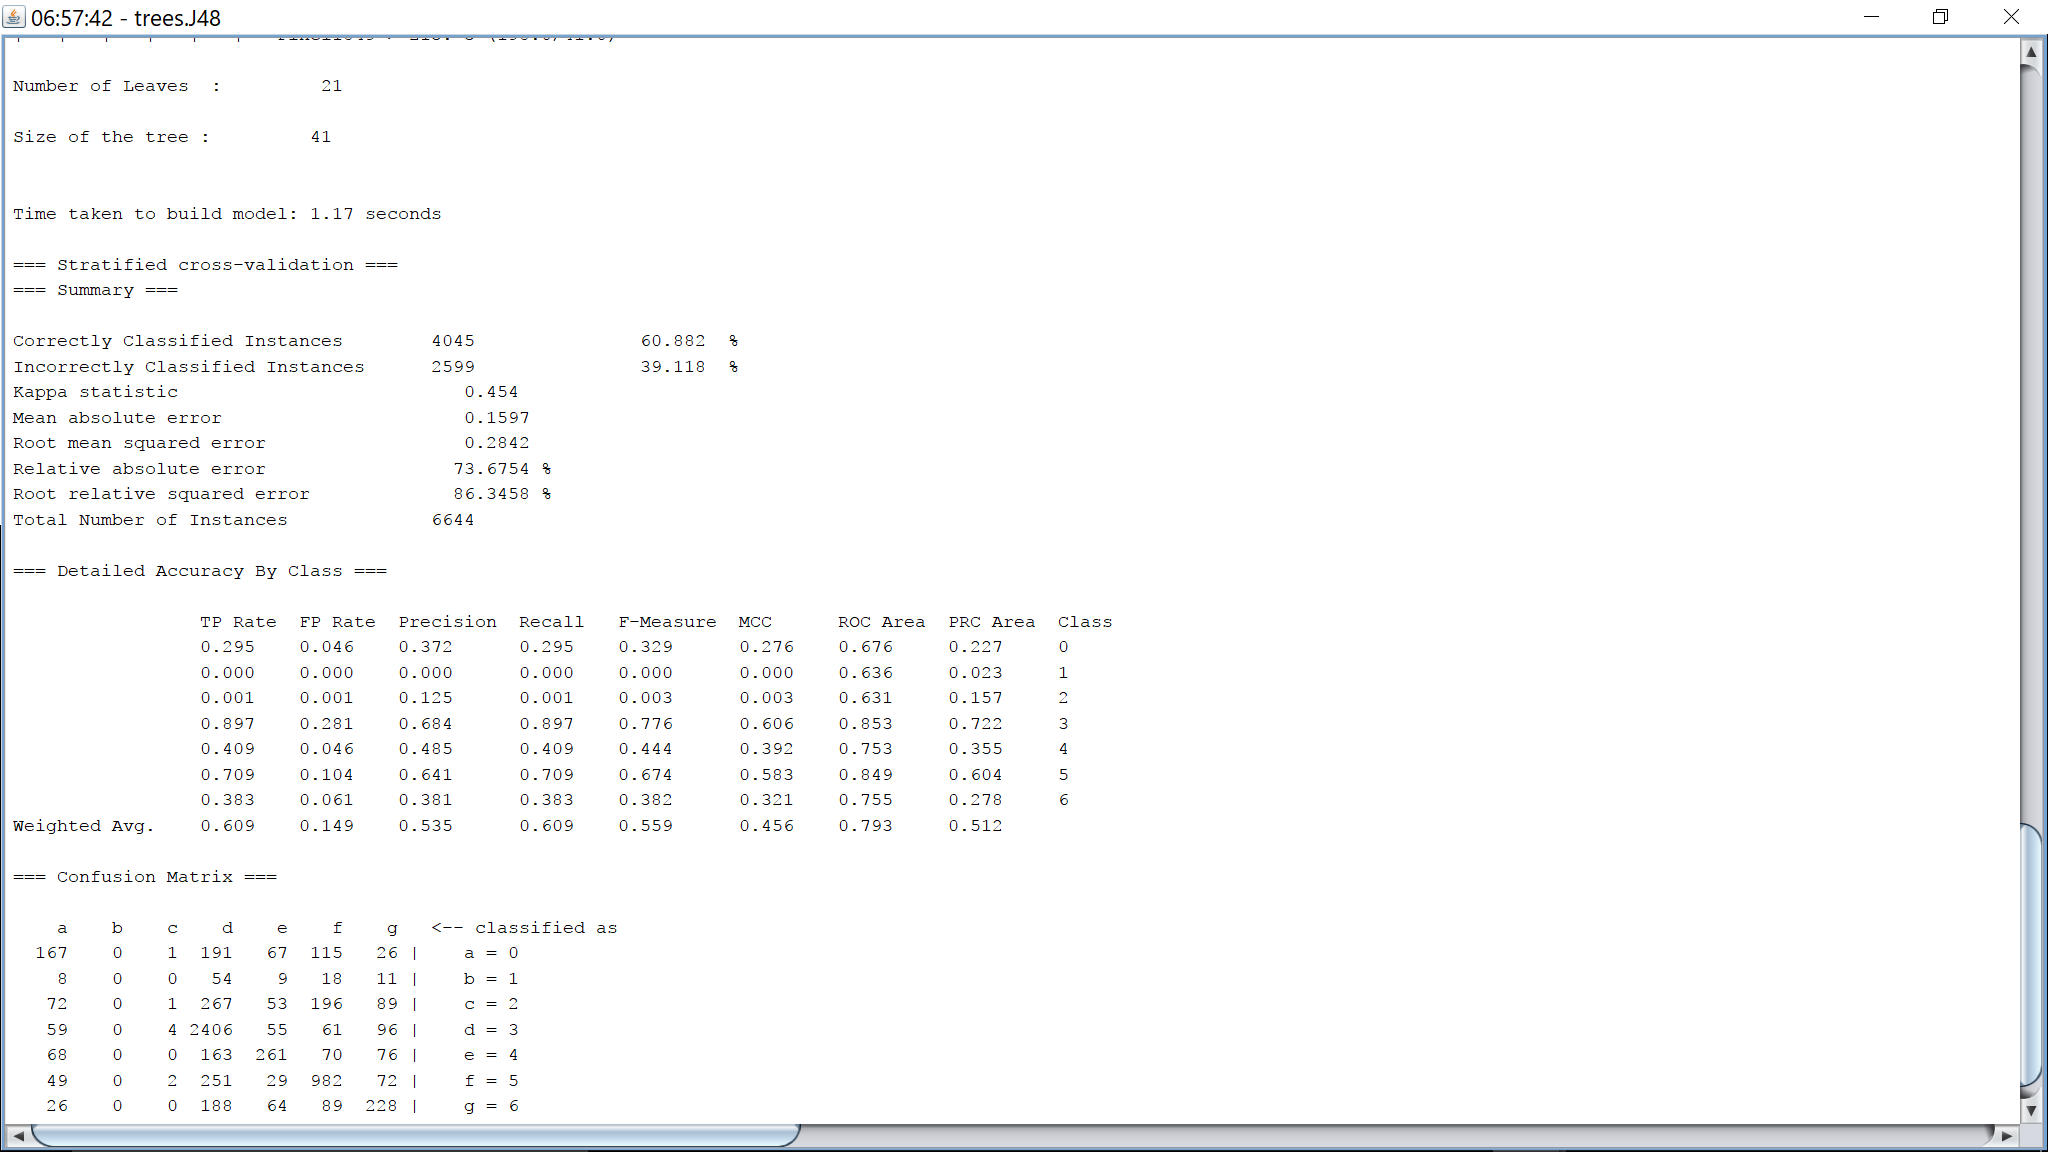 06:57:42 - trees.J48
Number of Leaves  :         21
Size of the tree :         41
Time taken to build model: 1.17 seconds
=== Stratified cross-validation ===
=== Summary ===
Correctly Classified Instances        4045               60.882  %
Incorrectly Classified Instances      2599               39.118  %
Kappa statistic                          0.454
Mean absolute error                      0.1597
Root mean squared error                  0.2842
Relative absolute error                 73.6754 %
Root relative squared error             86.3458 %
Total Number of Instances             6644
=== Detailed Accuracy By Class ===
                 TP Rate  FP Rate  Precision  Recall   F-Measure  MCC      ROC Area  PRC Area  Class
                 0.295    0.046    0.372      0.295    0.329      0.276    0.676     0.227     0
                 0.000    0.000    0.000      0.000    0.000      0.000    0.636     0.023     1
                 0.001    0.001    0.125      0.001    0.003      0.003    0.631     0.157     2
                 0.897    0.281    0.684      0.897    0.776      0.606    0.853     0.722     3
                 0.409    0.046    0.485      0.409    0.444      0.392    0.753     0.355     4
                 0.709    0.104    0.641      0.709    0.674      0.583    0.849     0.604     5
                 0.383    0.061    0.381      0.383    0.382      0.321    0.755     0.278     6
Weighted Avg.    0.609    0.149    0.535      0.609    0.559      0.456    0.793     0.512
=== Confusion Matrix ===
    a    b    c    d    e    f    g   <-- classified as
  167    0    1  191   67  115   26 |    a = 0
    8    0    0   54    9   18   11 |    b = 1
   72    0    1  267   53  196   89 |    c = 2
   59    0    4 2406   55   61   96 |    d = 3
   68    0    0  163  261   70   76 |    e = 4
   49    0    2  251   29  982   72 |    f = 5
   26    0    0  188   64   89  228 |    g = 6